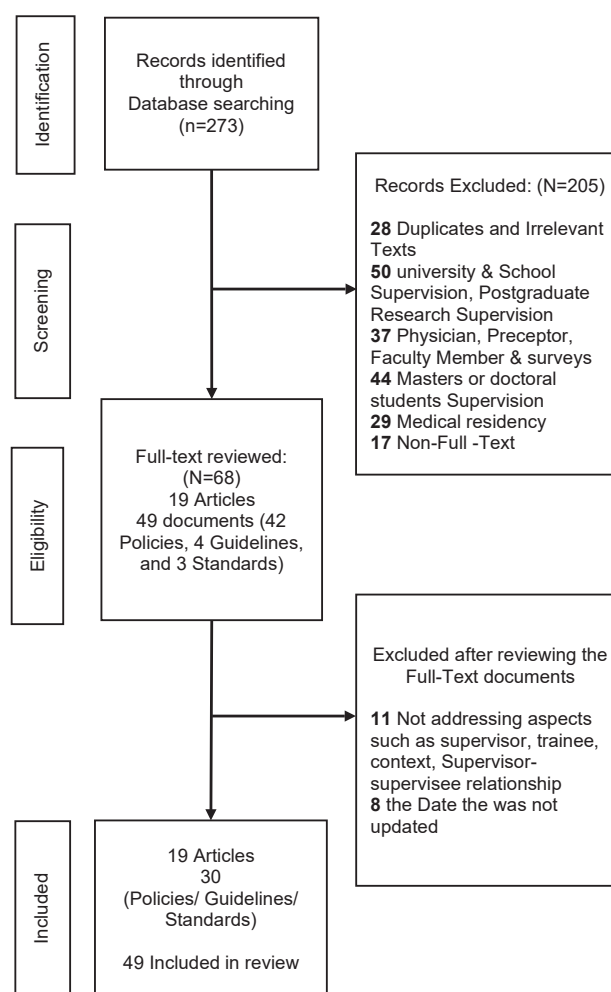 Identification
Records identified
through
Database searching
(n=273)
Records Excluded: (N=205)
28 Duplicates and Irrelevant
Texts
50 university & School
Supervision, Postgraduate
Research Supervision
37 Physician, Preceptor,
Faculty Member & surveys
44 Masters or doctoral
students Supervision
29 Medical residency
17 Non-Full -Text
Screening
Eligibility
Full-text reviewed:
(N=68)
19 Articles
49 documents (42
Policies, 4 Guidelines,
and 3 Standards)
Excluded after reviewing the
Full-Text documents
11 Not addressing aspects
such as supervisor, trainee,
context, Supervisor-
supervisee relationship
8 the Date the was not
updated
Included
19 Articles
30
(Policies/ Guidelines/
Standards)
49 Included in review